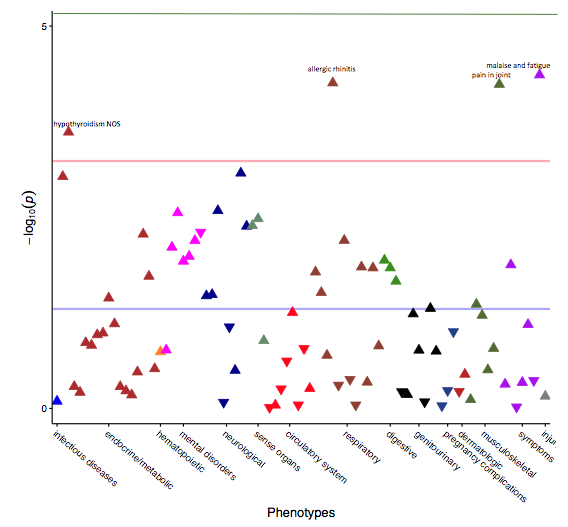 5
malaise and fatigue
allergic rhinitis
pain in joint
hypothyroidism NOS
−log10(p)
0
infectious diseases
endocrine/metabolic
hematopoietic
mental disorders
neurological
sense organs
circulatory system
respiratory
digestive
genitourinary
pregnancy complications
dermatologic
musculoskeletal
symptoms
inju
Phenotypes